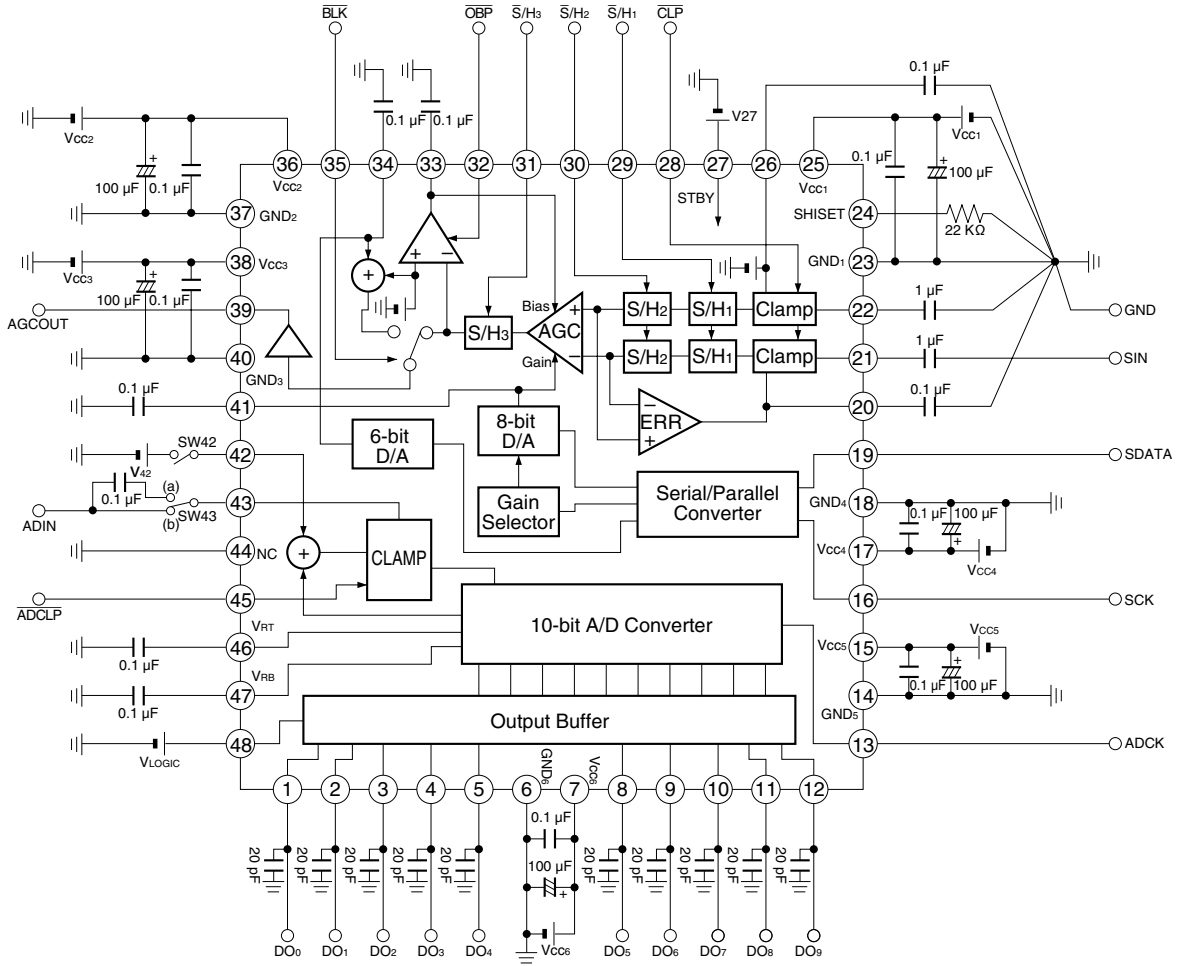 BLK
OBP
S/H3
S/H2
S/H1
CLP
0.1 µF
VCC2
100 µF
0.1 µF
0.1 µF
0.1 µF
V27
0.1 µF
VCC1
100 µF
36
35
34
33
32
31
30
29
28
27
26
25
VCC2
STBY
VCC1
37
GND2
SHISET
24
22 KΩ
VCC3
38
VCC3
GND1
23
100 µF
0.1 µF
AGCOUT
39
Bias
+
−
+
S/H3
AGC
+
−
Gain
S/H2
S/H1
Clamp
22
1 µF
GND
40
GND3
S/H2
S/H1
Clamp
21
1 µF
SIN
0.1 µF
41
ERR
−
+
20
0.1 µF
6-bit
D/A
8-bit
D/A
V42
SW42
42
19
SDATA
0.1 µF
(a)
(b)
SW43
43
ADIN
Gain
Selector
Serial/Parallel
Converter
GND4
18
0.1 µF
100 µF
44
NC
+
CLAMP
VCC4
17
VCC4
ADCLP
45
16
SCK
10-bit A/D Converter
VRT
46
0.1 µF
VCC5
15
VCC5
0.1 µF
+
100 µF
VRB
47
0.1 µF
14
GND5
Output Buffer
VLOGIC
48
13
ADCK
GND6
VCC6
1
2
3
4
5
6
7
8
9
10
11
12
20 pF
20 pF
20 pF
20 pF
20 pF
0.1 µF
100 µF
+
VCC6
20 pF
20 pF
20 pF
20 pF
20 pF
DO0
DO1
DO2
DO3
DO4
DO5
DO6
DO7
DO8
DO9